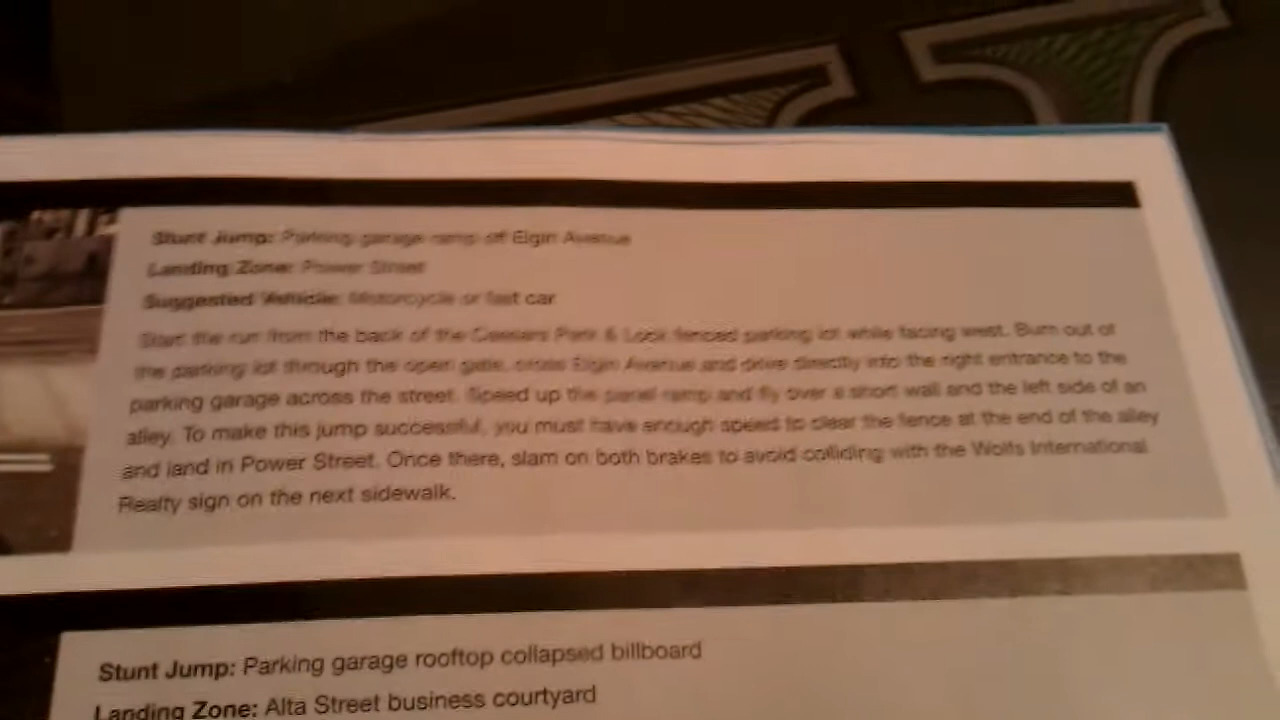 Stunt Jump: Parking garage ramp of Elgin Avenue
Landing Zone: Power Street
Suggested Vehicle: Motorcycle or fast car
Start the run from the back of the Caesars Park & Lock fenced parking lot while facing west. Burn out of
the parking lot through the open gate, cross Elgin Avenue and drive directly into the right entrance to the
parking garage across the street. Speed up the ramp and fly over a short wall and the left side of an
alley. To make this jump successful, you must have enough speed to clear the fence at the end of the alley
and land in Power Street. Once there, slam on both brakes to avoid colliding with the Wolfs International
Realty sign on the next sidewalk.
Stunt Jump: Parking garage rooftop collapsed billboard
Landing Zone: Alta Street business courtyard